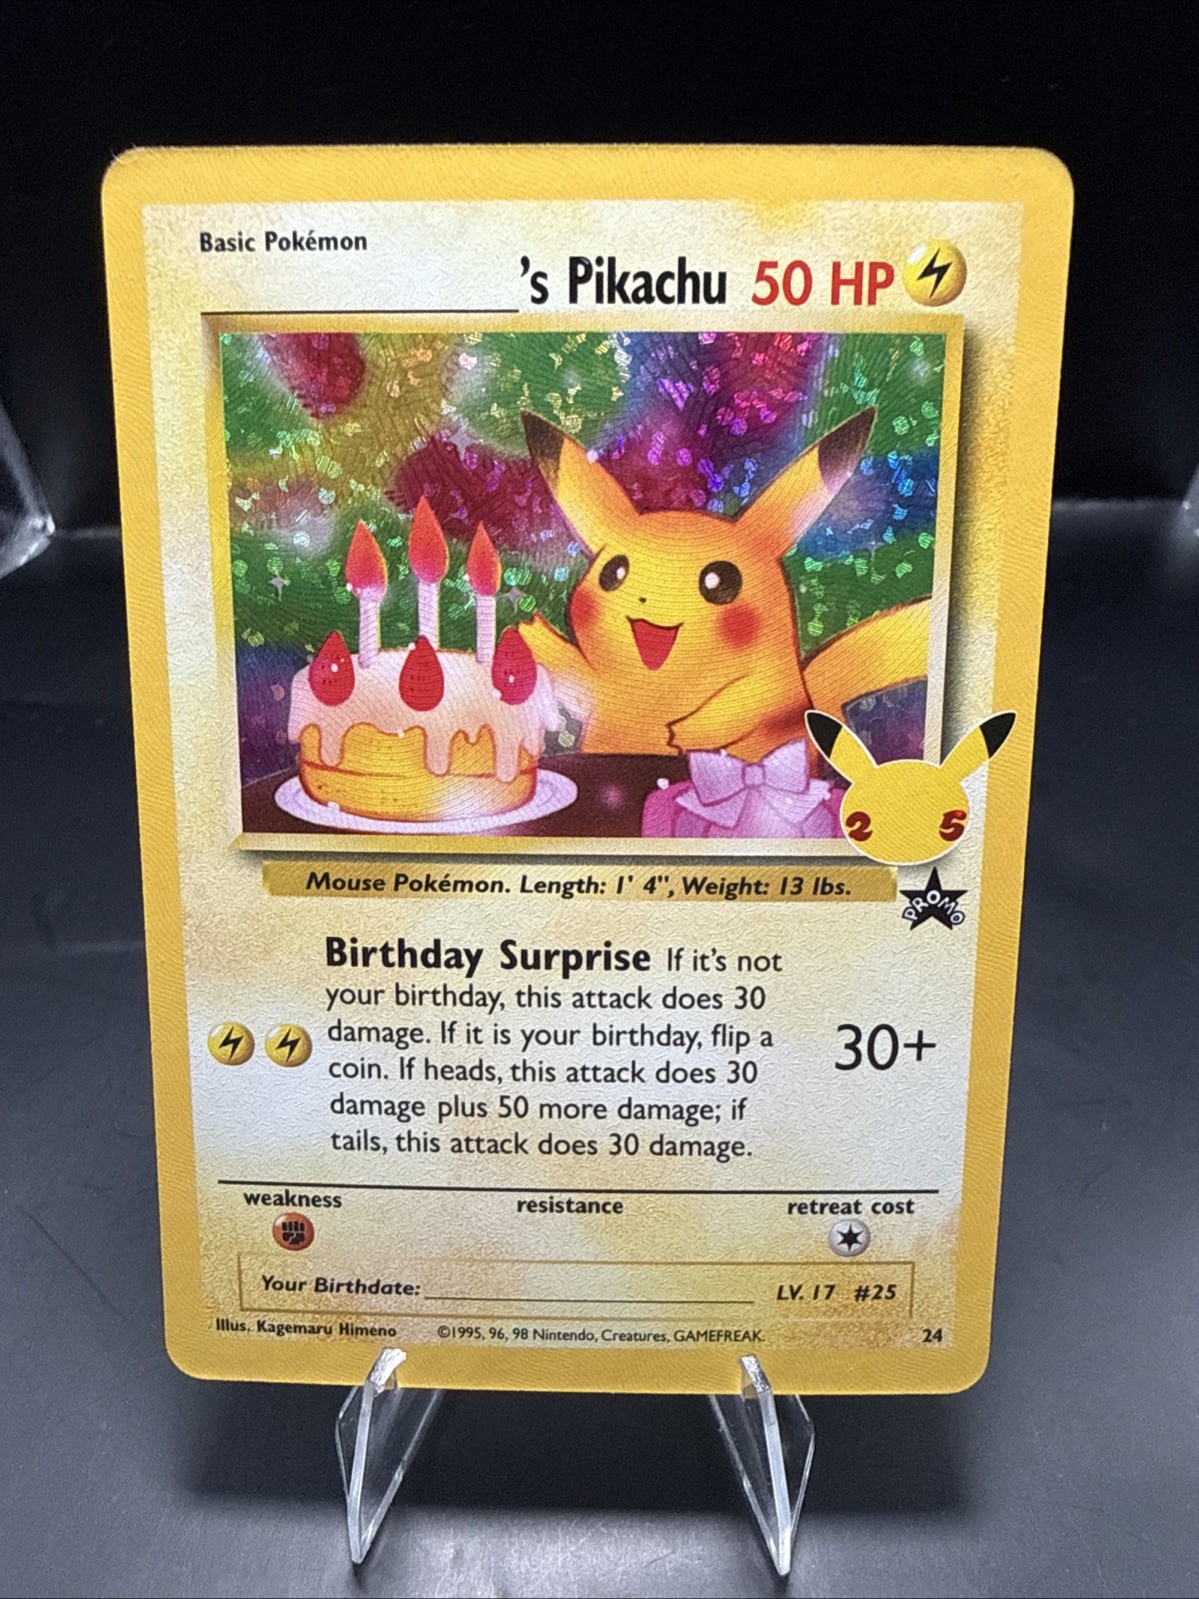 Basic Pokémon
's Pikachu 50 HP
25
Mouse Pokémon. Length: 1' 4", Weight: 13 lbs.
PROMO
Birthday Surprise If it's not
your birthday, this attack does 30
damage. If it is your birthday, flip a
coin. If heads, this attack does 30
damage plus 50 more damage; if
tails, this attack does 30 damage.
30+
weakness resistance retreat cost
Your Birthdate: LV. 17 #25
Illus. Kagemaru Himeno ©1995, 96, 98 Nintendo, Creatures, GAMEFREAK. 24